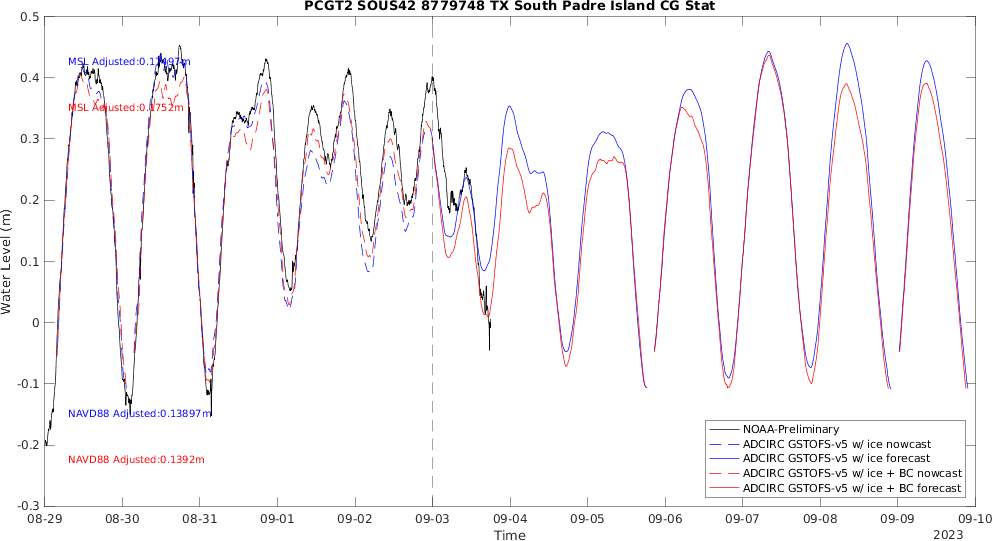 PCGT2 SOUS42 8779748 TX South Padre Island CG Stat
0.5
0.4
0.3
0.2
0.1
0
-0.1
-0.2
-0.3
Water Level (m)
MSL Adjusted:
MSL Adjusted:0.1752m
NAVD88 Adjusted:0.13897m
NAVD88 Adjusted:0.1392m
NOAA-Preliminary
ADCIRC GSTOFS-v5 w/ ice nowcast
ADCIRC GSTOFS-v5 w/ ice forecast
ADCIRC GSTOFS-v5 w/ ice + BC nowcast
ADCIRC GSTOFS-v5 w/ ice + BC forecast
08-29 08-30 08-31 09-01 09-02 09-03 09-04 09-05 09-06 09-07 09-08 09-09 09-10
Time
2023